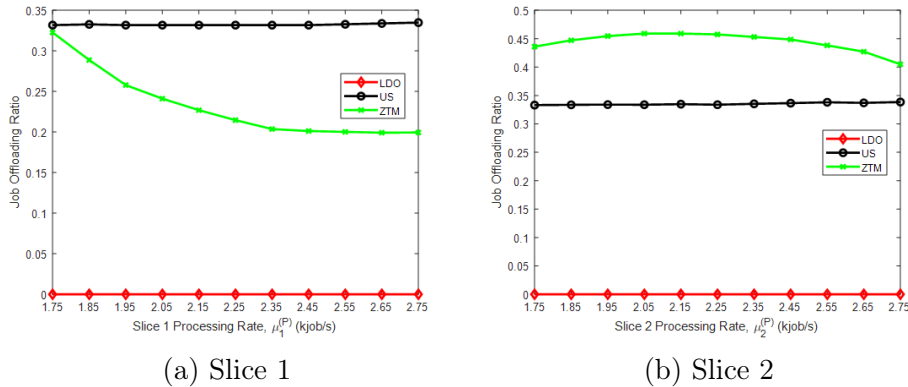 0.35
0.3
0.25
0.2
0.15
0.1
0.05
0
Job Offloading Ratio
LDO
US
ZTM
1.75 1.85 1.95 2.05 2.15 2.25 2.35 2.45 2.55 2.65 2.75
Slice 1 Processing Rate, μ₁⁽ᴾ⁾ (kjob/s)
(a) Slice 1
0.5
0.45
0.4
0.35
0.3
0.25
0.2
0.15
0.1
0.05
0
Job Offloading Ratio
LDO
US
ZTM
1.75 1.85 1.95 2.05 2.15 2.25 2.35 2.45 2.55 2.65 2.75
Slice 2 Processing Rate, μ₂⁽ᴾ⁾ (kjob/s)
(b) Slice 2